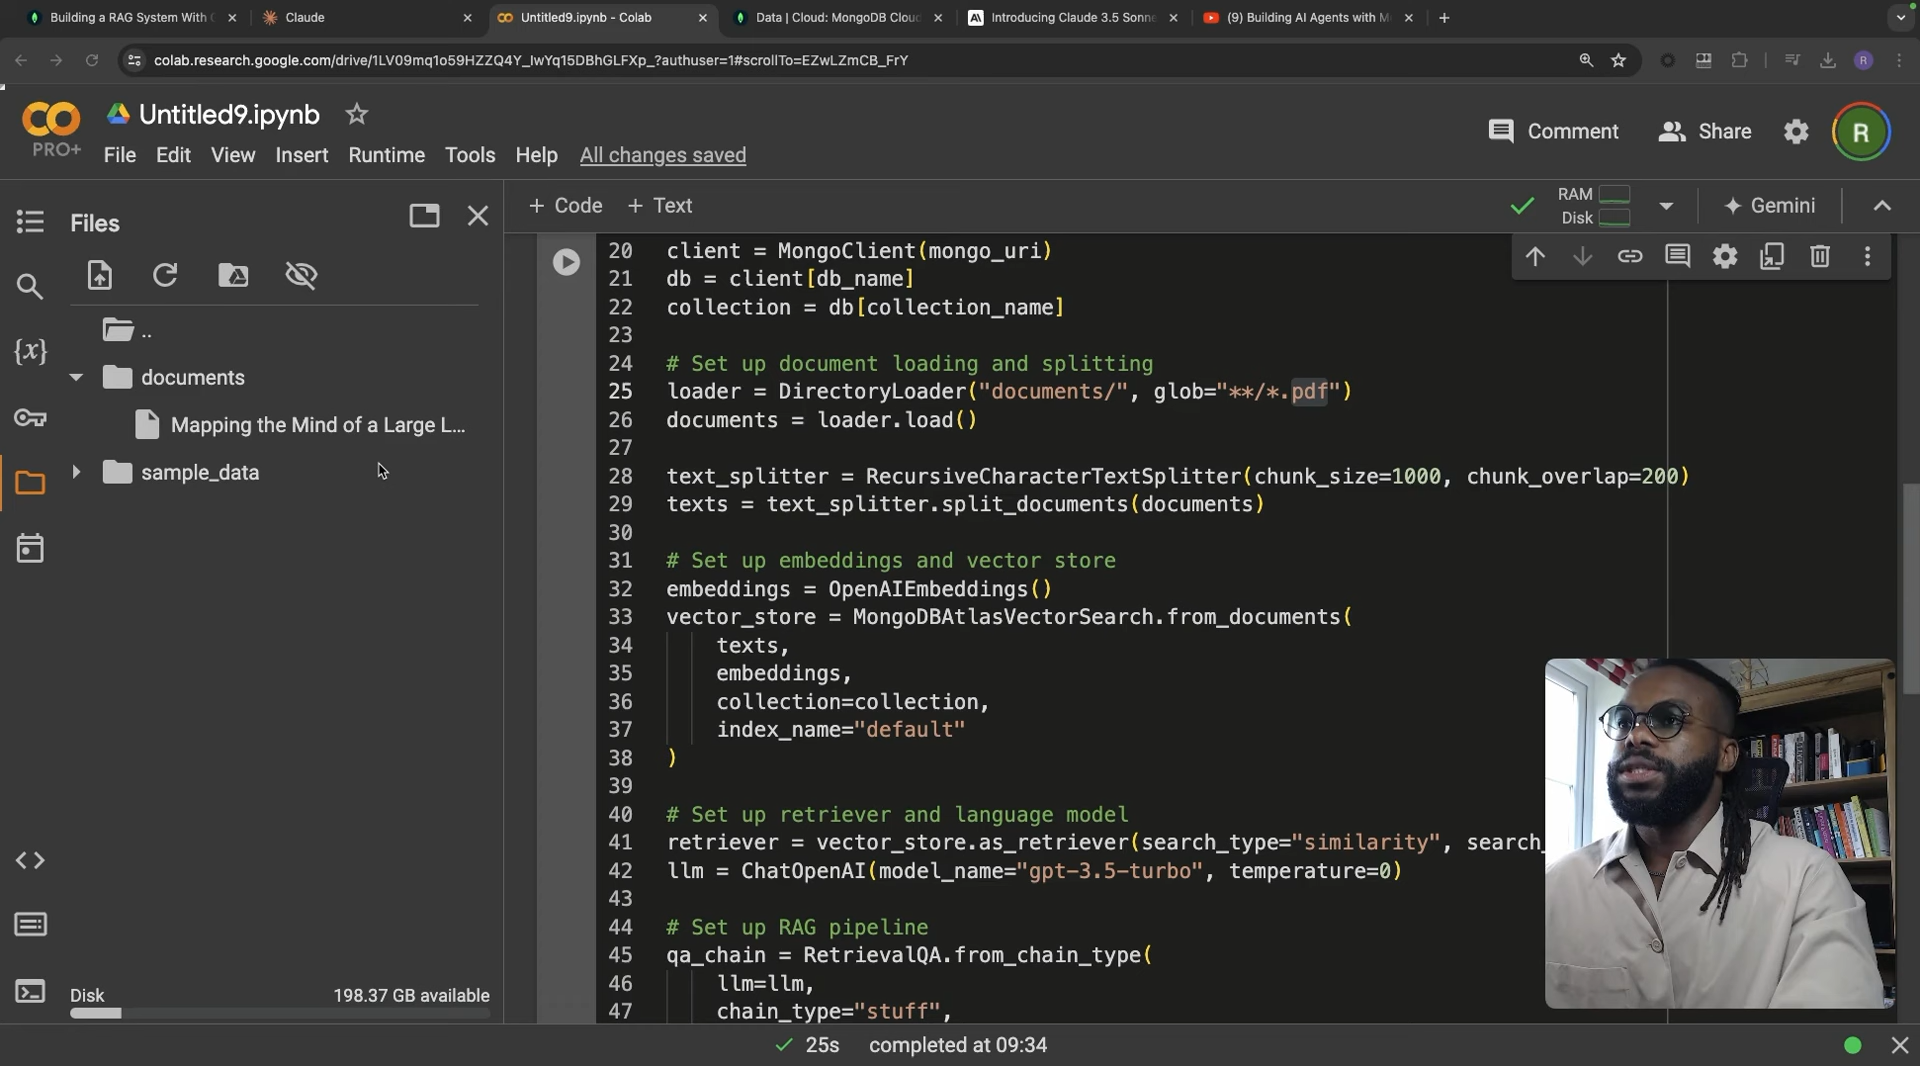 Building a RAG System With
Claude
Untitled9.ipynb - Colab
Data | Cloud: MongoDB Cloud
Introducing Claude 3.5 Sonne
(9) Building AI Agents with M
colab.research.google.com/drive/1LV09mq1o59HZZQ4Y_IwYq15DBhGLFXp_?authuser=1#scrollTo=EZwLZmCB_FrY
R
PRO+
Untitled9.ipynb
File Edit View Insert Runtime Tools Help All changes saved
Comment
Share
R
Files
+ Code + Text
RAM
Disk
Gemini
..
documents
Mapping the Mind of a Large L...
sample_data
{x}
Disk 198.37 GB available
20 client = MongoClient(mongo_uri)
21 db = client[db_name]
22 collection = db[collection_name]
23
24 # Set up document loading and splitting
25 loader = DirectoryLoader("documents/", glob="**/*.pdf")
26 documents = loader.load()
27
28 text_splitter = RecursiveCharacterTextSplitter(chunk_size=1000, chunk_overlap=200)
29 texts = text_splitter.split_documents(documents)
30
31 # Set up embeddings and vector store
32 embeddings = OpenAIEmbeddings()
33 vector_store = MongoDBAtlasVectorSearch.from_documents(
34 texts,
35 embeddings,
36 collection=collection,
37 index_name="default"
38 )
39
40 # Set up retriever and language model
41 retriever = vector_store.as_retriever(search_type="similarity", search_
42 llm = ChatOpenAI(model_name="gpt-3.5-turbo", temperature=0)
43
44 # Set up RAG pipeline
45 qa_chain = RetrievalQA.from_chain_type(
46 llm=llm,
47 chain_type="stuff",
25s completed at 09:34